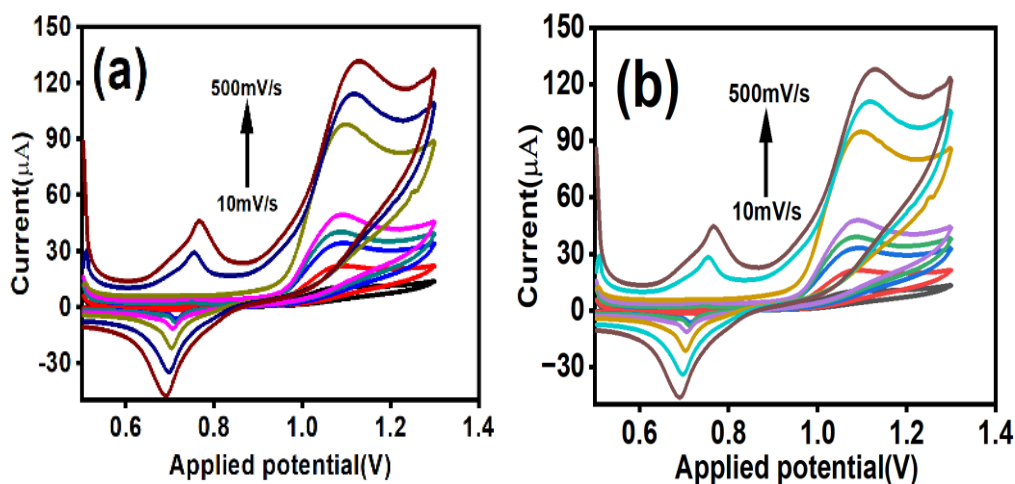 (a)
500mV/s
10mV/s
Current(μA)
150
120
90
60
30
0
-30
0.6
0.8
1.0
1.2
1.4
Applied potential(V)
(b)
500mV/s
10mV/s
Current(μA)
150
120
90
60
30
0
−30
0.6
0.8
1.0
1.2
1.4
Applied potential(V)